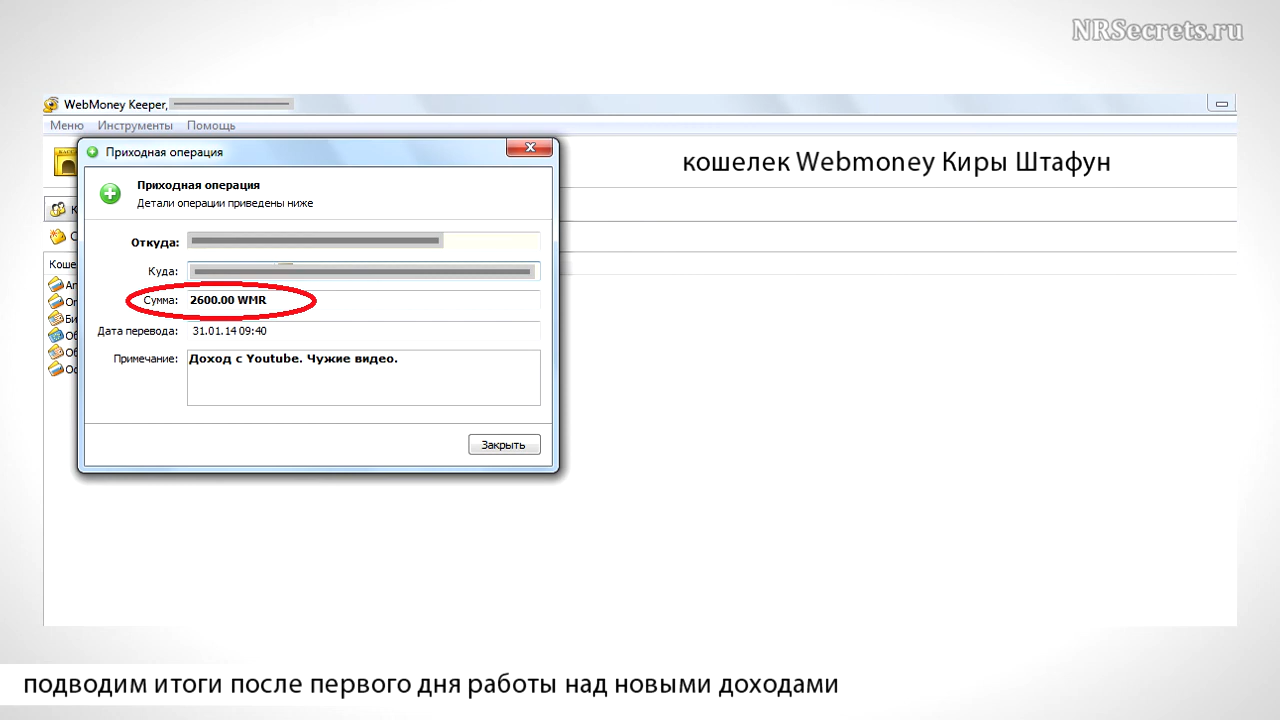 NRSecrets.ru
WebMoney Keeper,
Меню Инструменты Помощь
Приходная операция
кошелек Webmoney Киры Штафун
Приходная операция
Детали операции приведены ниже
Откуда:
Куда:
Сумма: 2600.00 WMR
Дата перевода: 31.01.14 09:40
Примечание: Доход с Youtube. Чужие видео.
Закрыть
подводим итоги после первого дня работы над новыми доходами